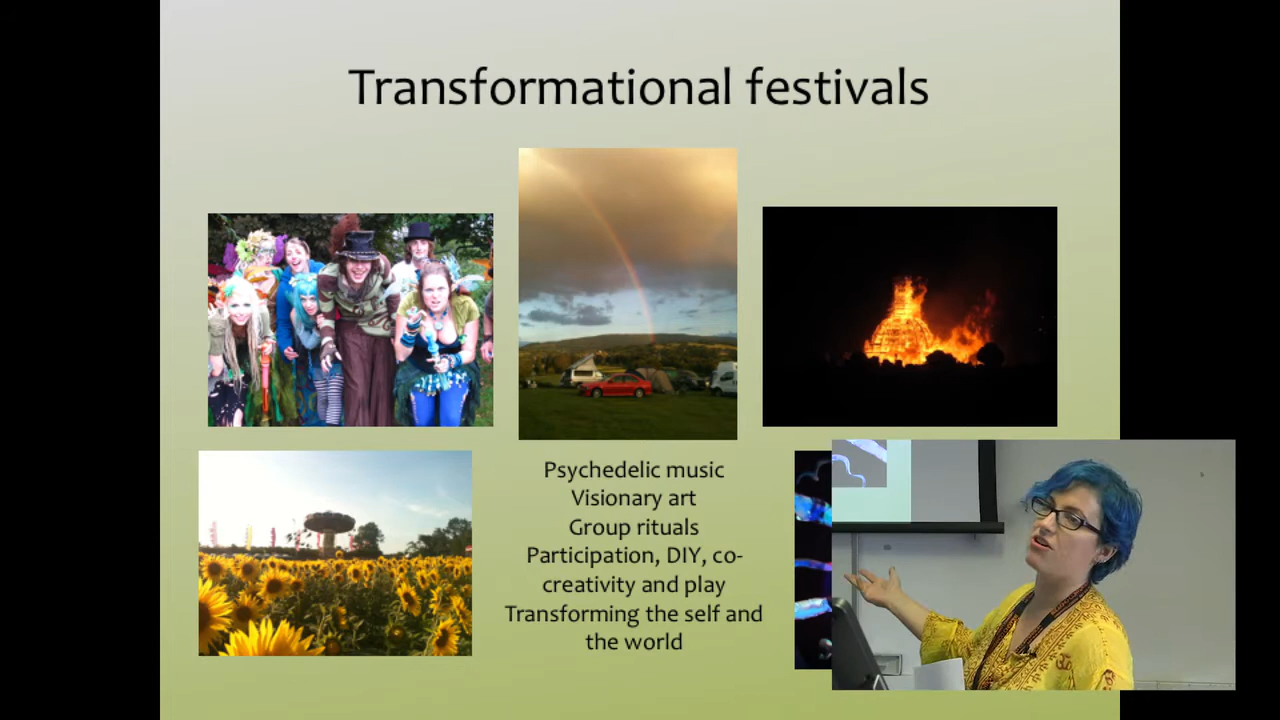 Transformational festivals
Psychedelic music
Visionary art
Group rituals
Participation, DIY, co-
creativity and play
Transforming the self and
the world